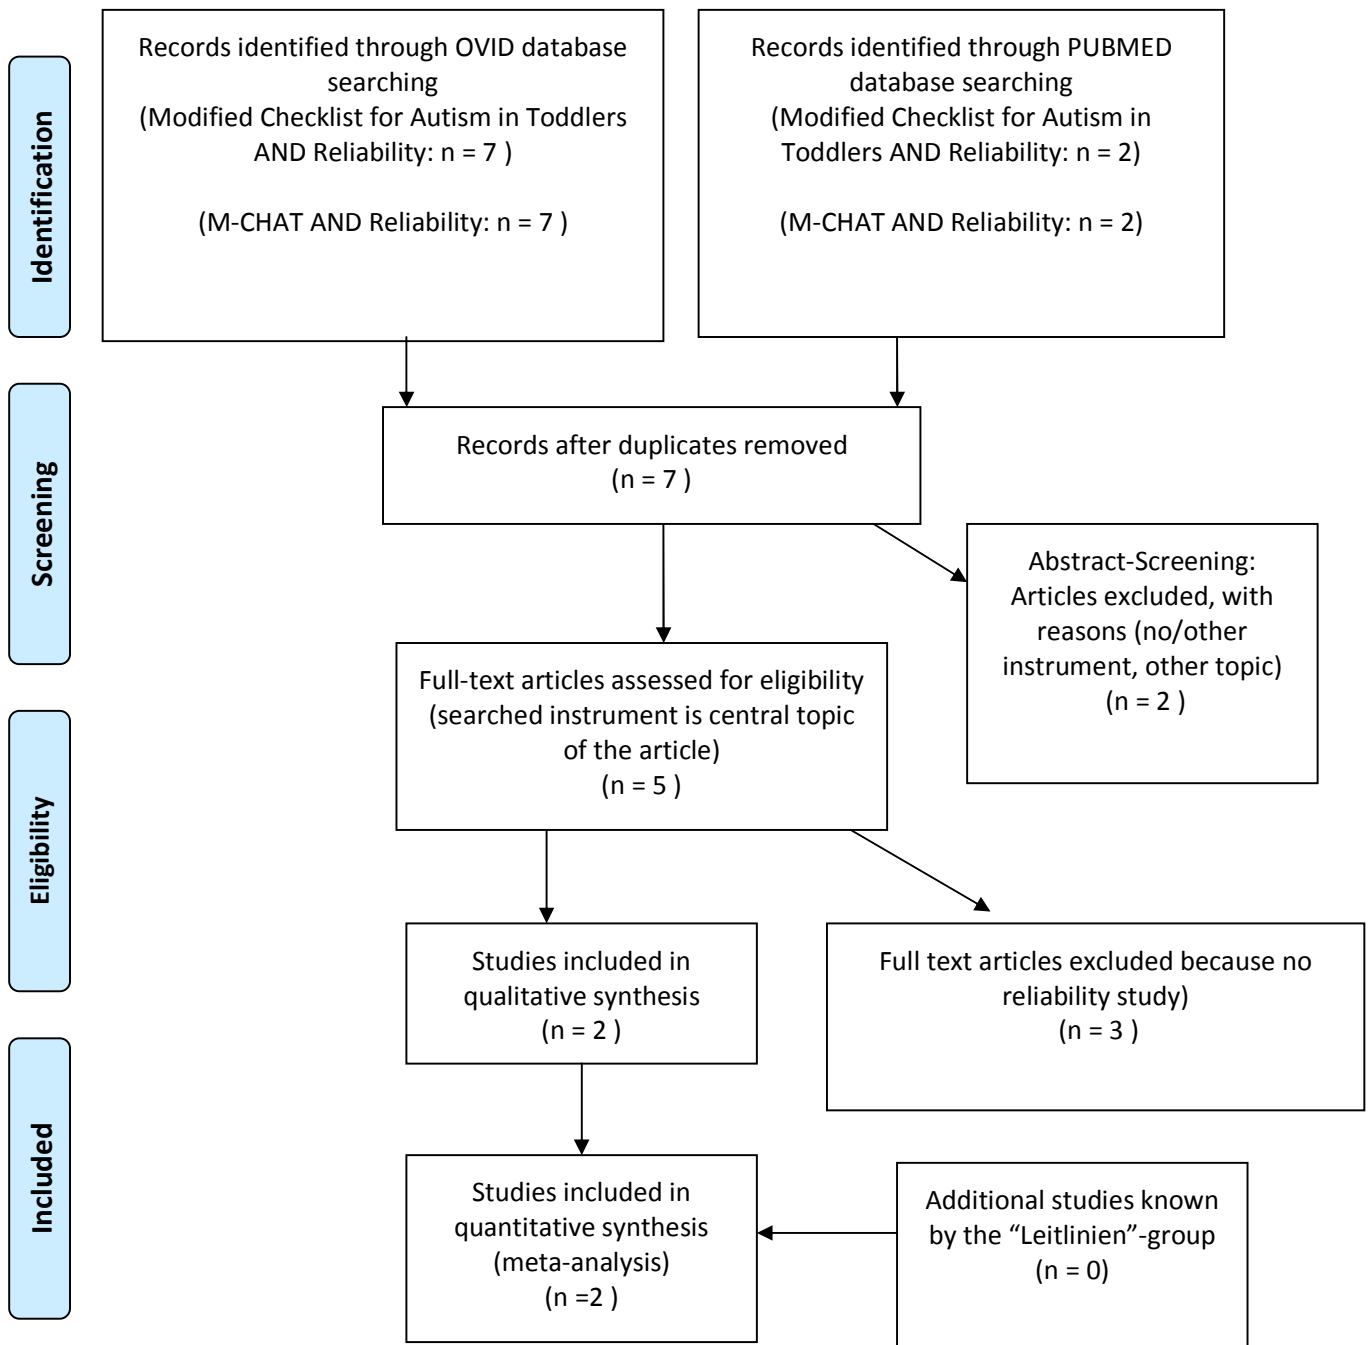 Identification
Records identified through OVID database
searching
(Modified Checklist for Autism in Toddlers
AND Reliability: n = 7 )
(M-CHAT AND Reliability: n = 7 )
Records identified through PUBMED
database searching
(Modified Checklist for Autism in
Toddlers AND Reliability: n = 2)
(M-CHAT AND Reliability: n = 2)
Screening
Records after duplicates removed
(n = 7 )
Abstract-Screening:
Articles excluded, with
reasons (no/other
instrument, other topic)
(n = 2 )
Eligibility
Full-text articles assessed for eligibility
(searched instrument is central topic
of the article)
(n = 5 )
Studies included in
qualitative synthesis
(n = 2 )
Full text articles excluded because no
reliability study)
(n = 3 )
Included
Studies included in
quantitative synthesis
(meta-analysis)
(n =2 )
Additional studies known
by the “Leitlinien”-group
(n = 0)